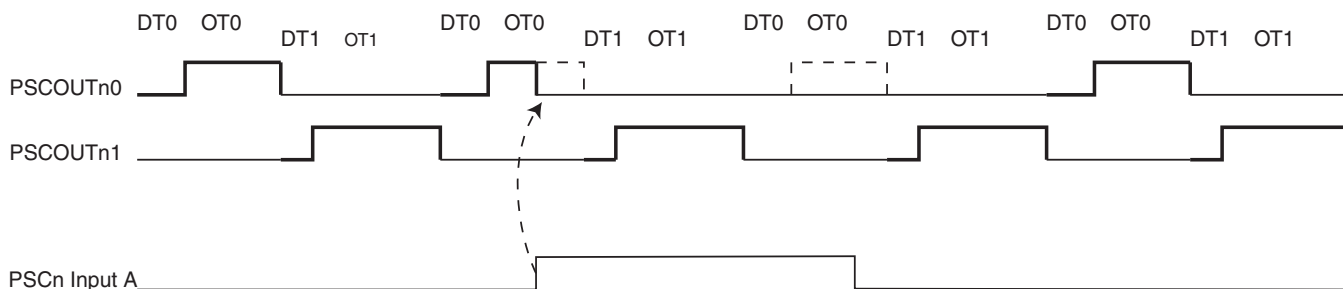 DT0 OT0 DT0 OT0 DT0 OT0 DT0 OT0
DT1 OT1 DT1 OT1 DT1 OT1 DT1 OT1
PSCOUTn0
PSCOUTn1
PSCn Input A